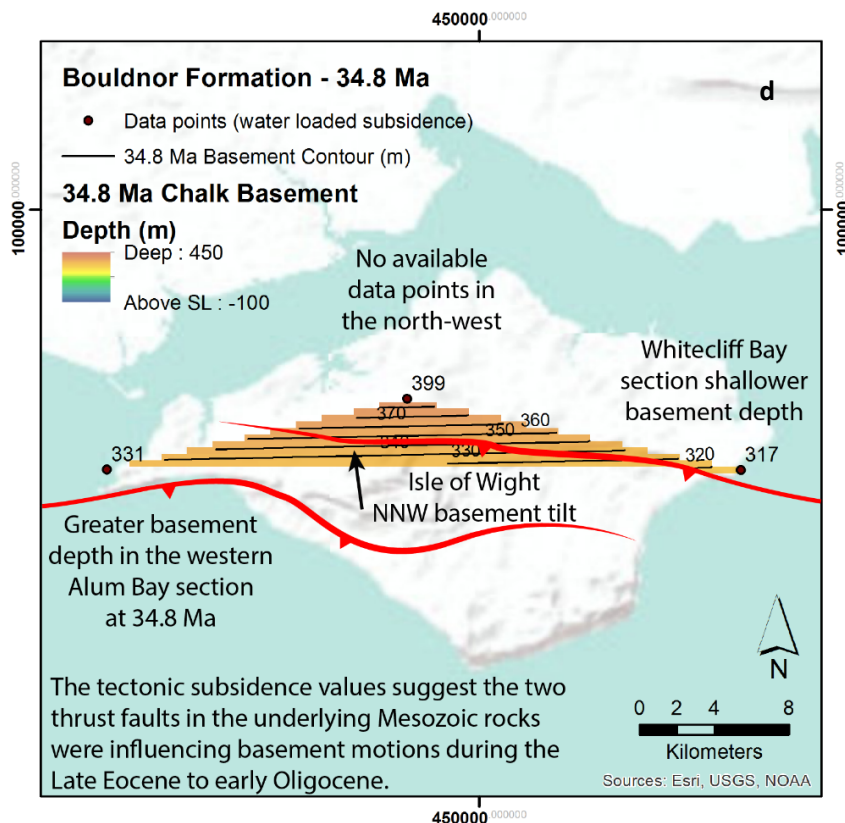 450000.000000
Bouldnor Formation - 34.8 Ma
d
Data points (water loaded subsidence)
34.8 Ma Basement Contour (m)
34.8 Ma Chalk Basement
Depth (m)
Deep : 450
Above SL : -100
100000.000000
100000.000000
No available
data points in
the north-west
Whitecliff Bay
section shallower
basement depth
399
370
360
350
340
330
320
331
317
Isle of Wight
NNW basement tilt
Greater basement
depth in the western
Alum Bay section
at 34.8 Ma
N
The tectonic subsidence values suggest the two
thrust faults in the underlying Mesozoic rocks
were influencing basement motions during the
Late Eocene to early Oligocene.
0 2 4 8
Kilometers
Sources: Esri, USGS, NOAA
450000.000000